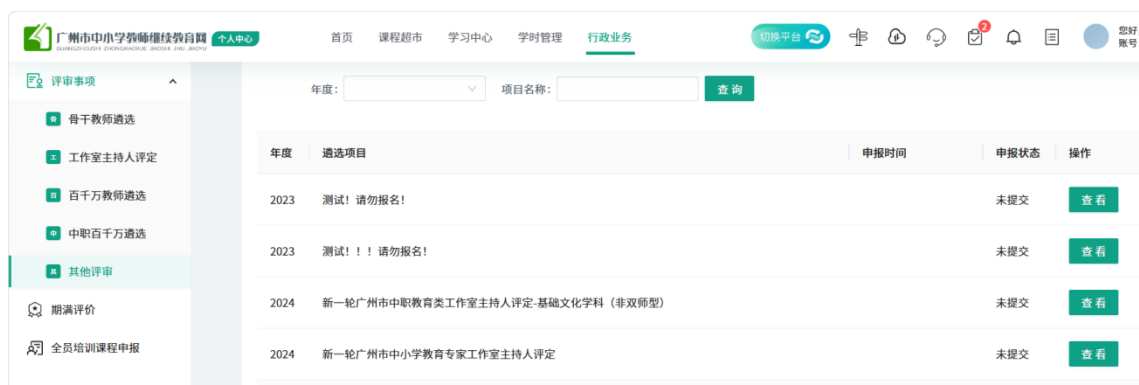 广州市中小学教师继续教育网 个人中心
GUANGZHOUSHI ZHONGXIAOXUE JIAOSHI JIXU JIAOYU
首页 课程超市 学习中心 学时管理 行政业务
切换平台
2
您好
账号
评审事项
骨干教师遴选
工作室主持人评定
百千万教师遴选
中职百千万遴选
其他评审
期满评价
全员培训课程申报
年度: 项目名称: 查询
年度 遴选项目 申报时间 申报状态 操作
2023 测试!请勿报名! 未提交 查看
2023 测试!!!请勿报名! 未提交 查看
2024 新一轮广州市中职教育类工作室主持人评定-基础文化学科（非双师型） 未提交 查看
2024 新一轮广州市中小学教育专家工作室主持人评定 未提交 查看